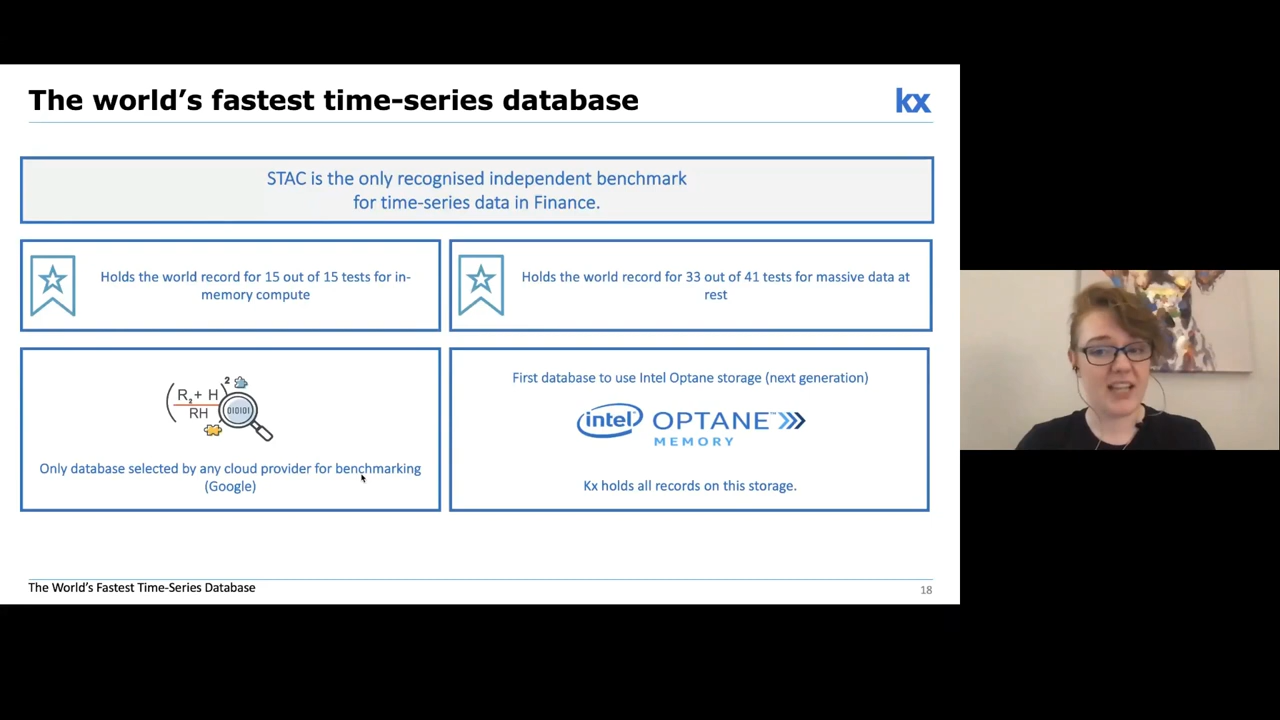 The world's fastest time-series database
kx
STAC is the only recognised independent benchmark
for time-series data in Finance.
Holds the world record for 15 out of 15 tests for in-
memory compute
Holds the world record for 33 out of 41 tests for massive data at
rest
(R2+ H)2
RH
010101
Only database selected by any cloud provider for benchmarking
(Google)
First database to use Intel Optane storage (next generation)
intel OPTANE™
MEMORY
Kx holds all records on this storage.
The World's Fastest Time-Series Database
18